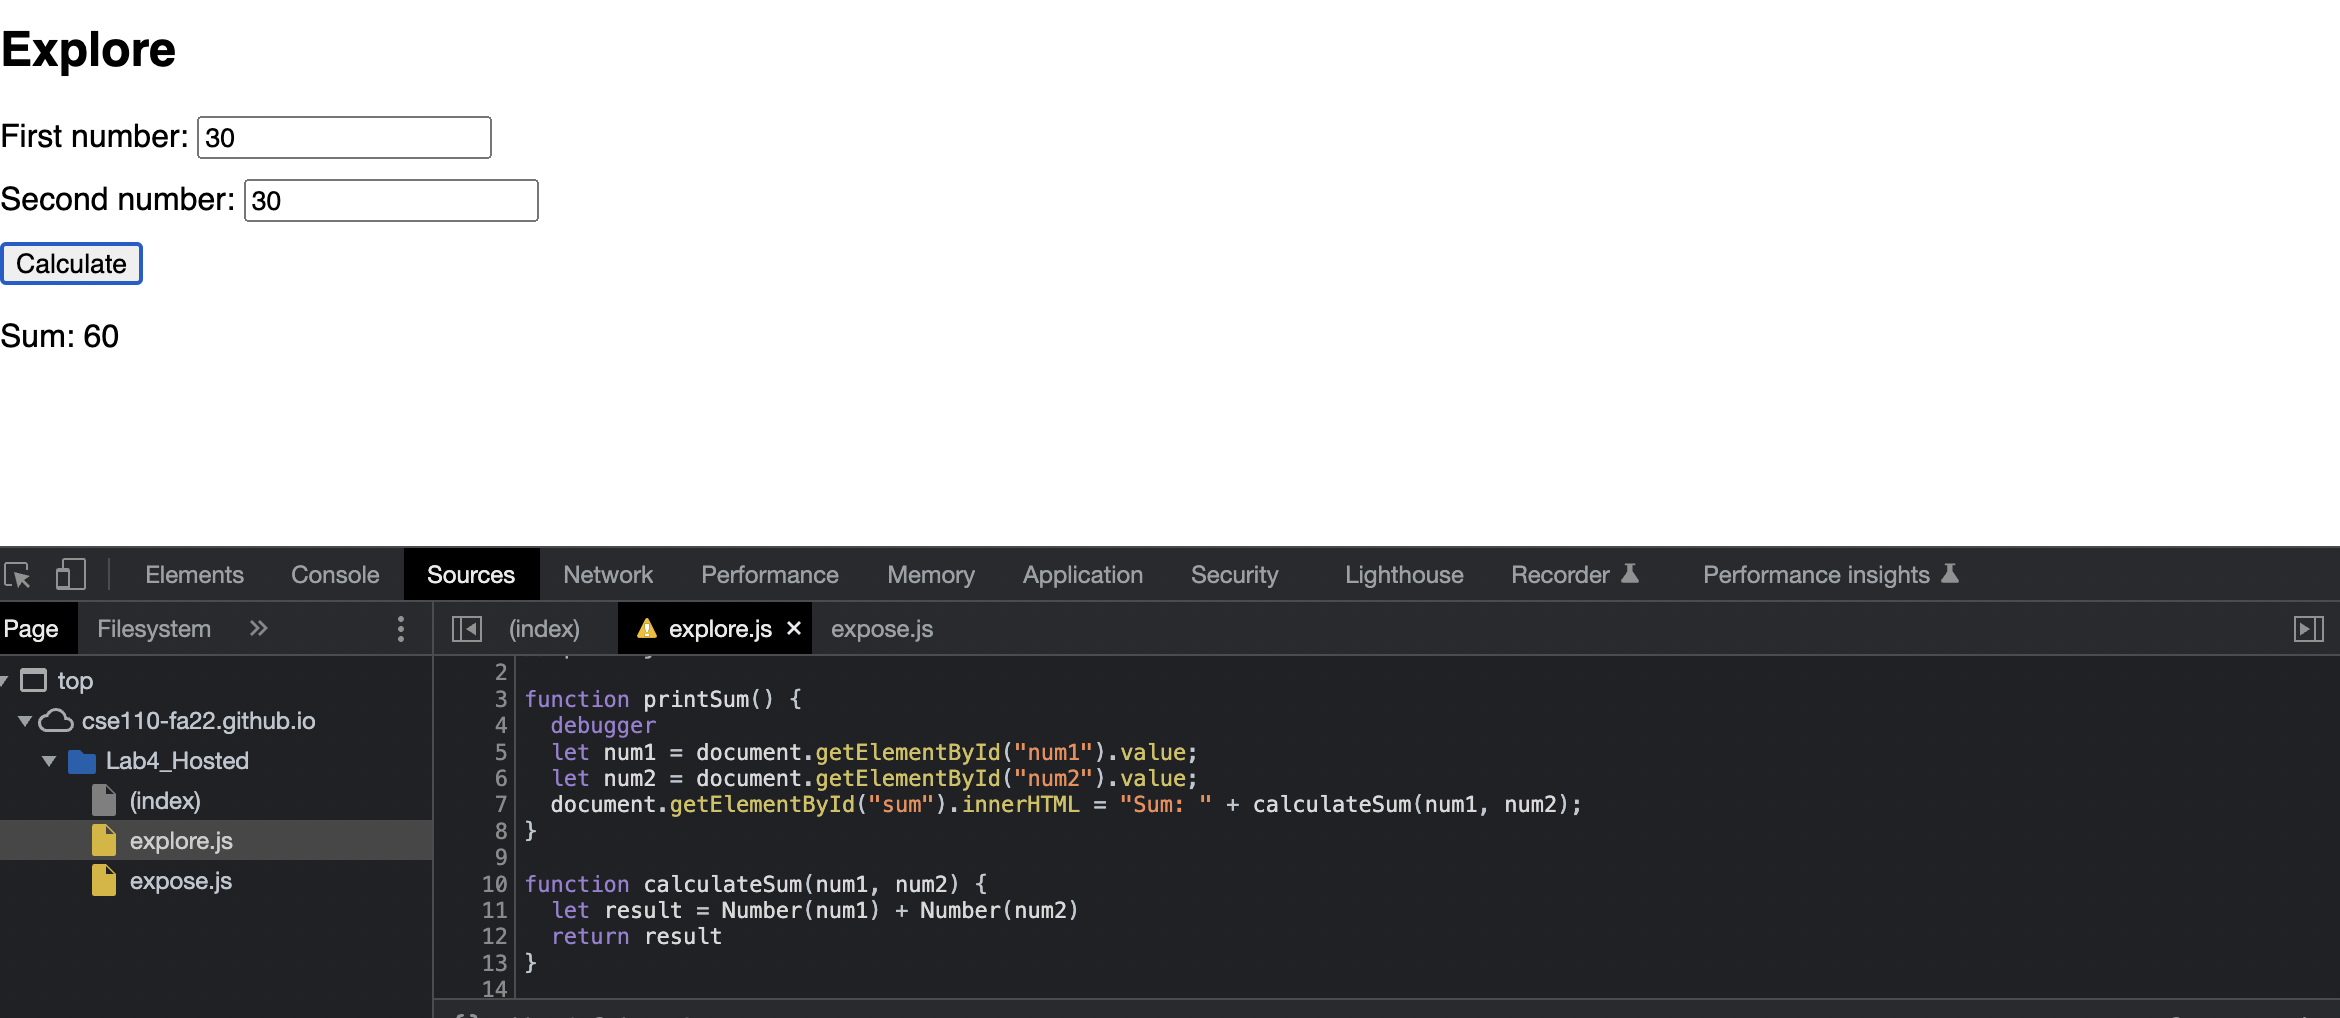 Explore
First number: 30
Second number: 30
Calculate
Sum: 60
Elements Console Sources Network Performance Memory Application Security Lighthouse Recorder Performance insights
Page Filesystem » (index) explore.js × expose.js
top
cse110-fa22.github.io
Lab4_Hosted
(index)
explore.js
expose.js
2
3 function printSum() {
4 debugger
5 let num1 = document.getElementById("num1").value;
6 let num2 = document.getElementById("num2").value;
7 document.getElementById("sum").innerHTML = "Sum: " + calculateSum(num1, num2);
8 }
9
10 function calculateSum(num1, num2) {
11 let result = Number(num1) + Number(num2)
12 return result
13 }
14